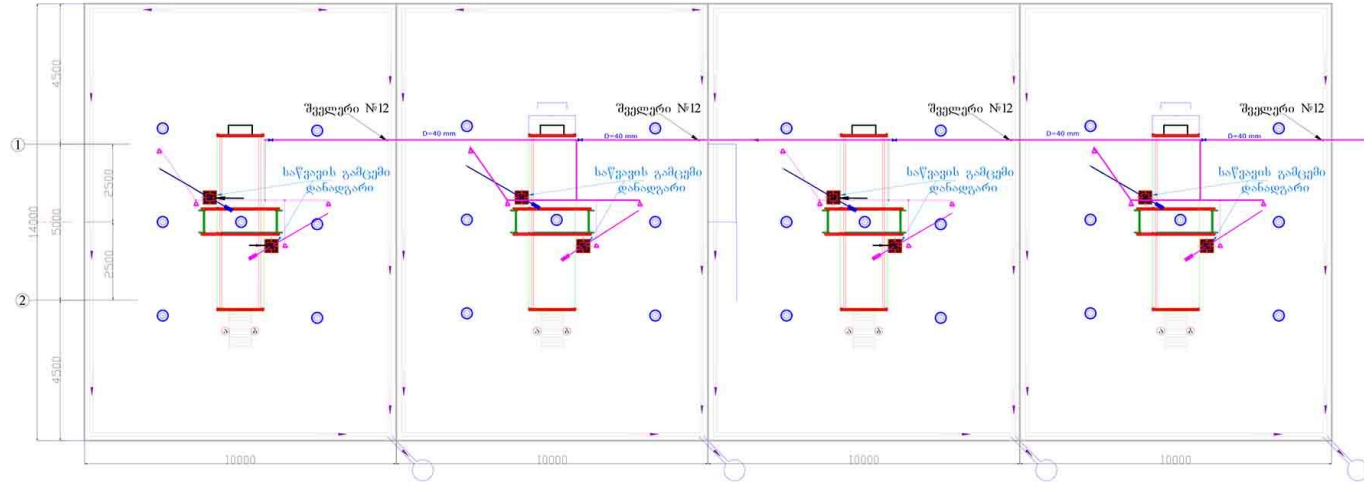 4500
შველერი №12
შველერი №12
შველერი №12
შველერი №12
D=40 mm
D=40 mm
D=40 mm
D=40 mm
1
საწვავის გამცემი
დანადგარი
საწვავის გამცემი
დანადგარი
საწვავის გამცემი
დანადგარი
საწვავის გამცემი
დანადგარი
2500
14000
5000
2500
2
4500
10000
10000
10000
10000